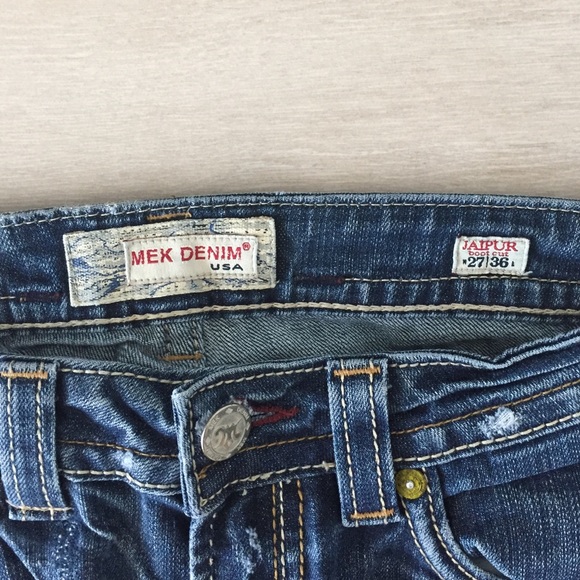 MEK DENIM®
USA
JAIPUR
boot cut
27|36
M